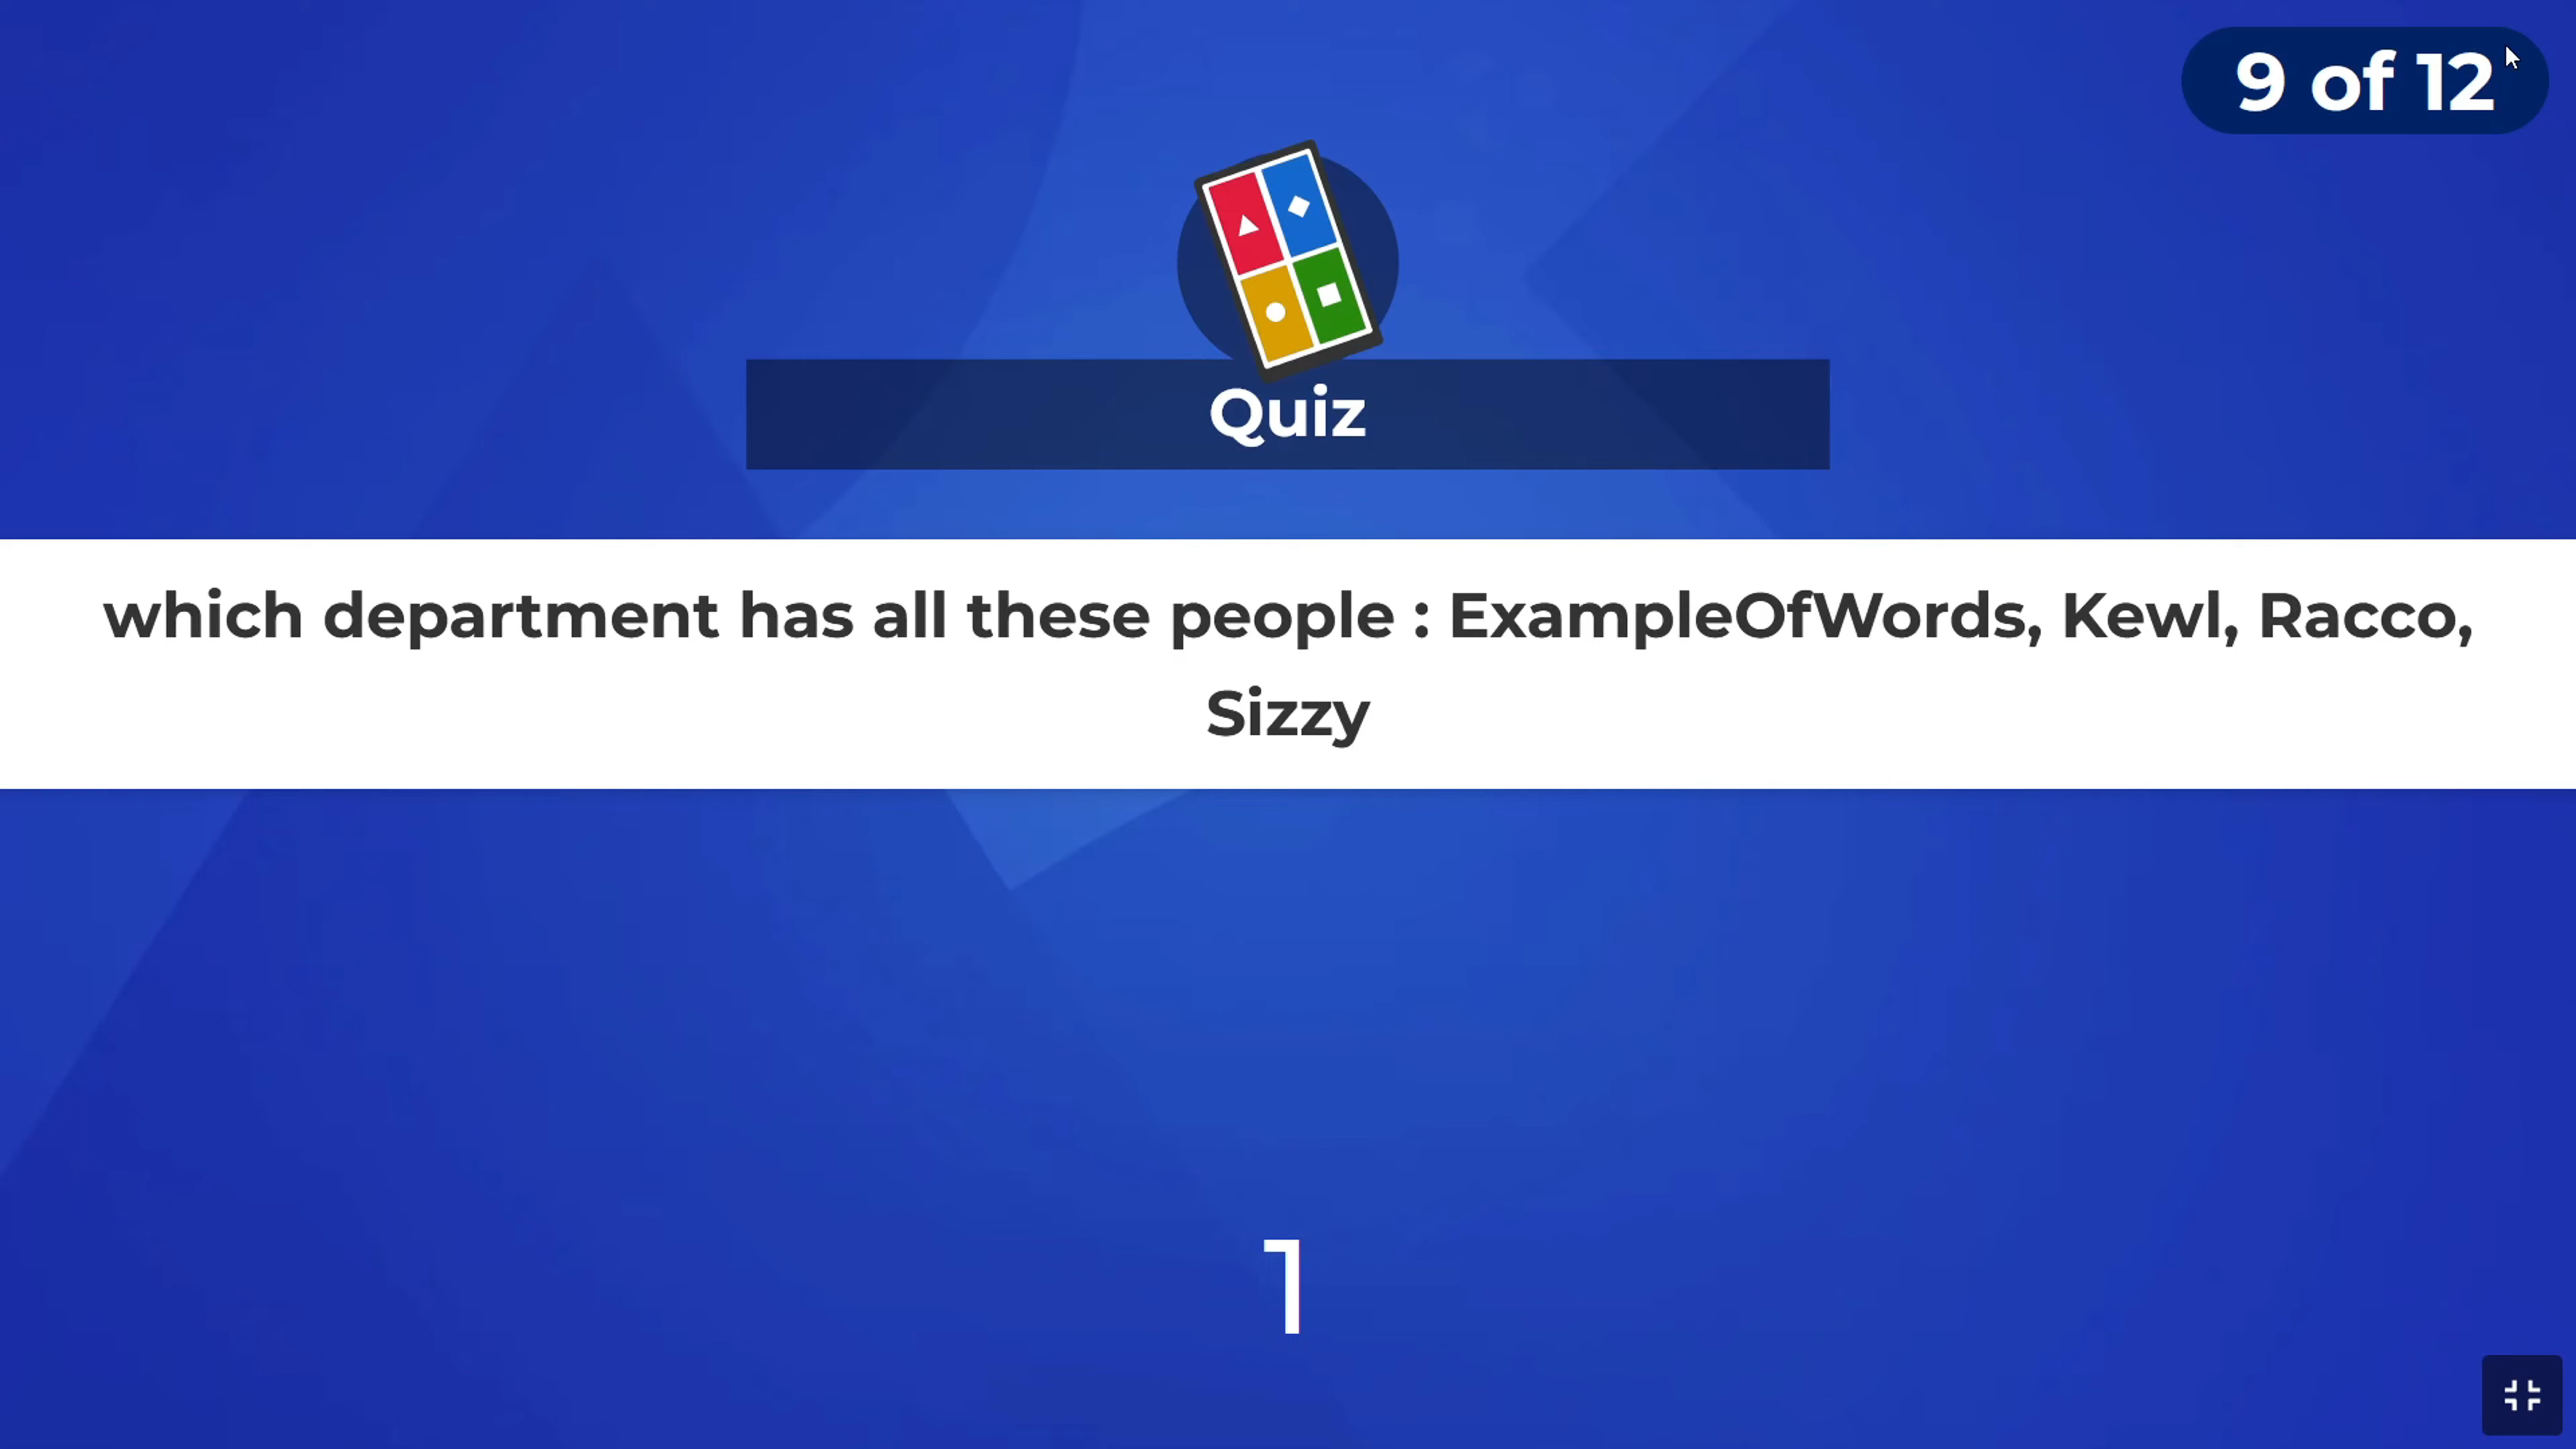 9 of 12
Quiz
which department has all these people : ExampleOfWords, Kewl, Racco,
Sizzy
1